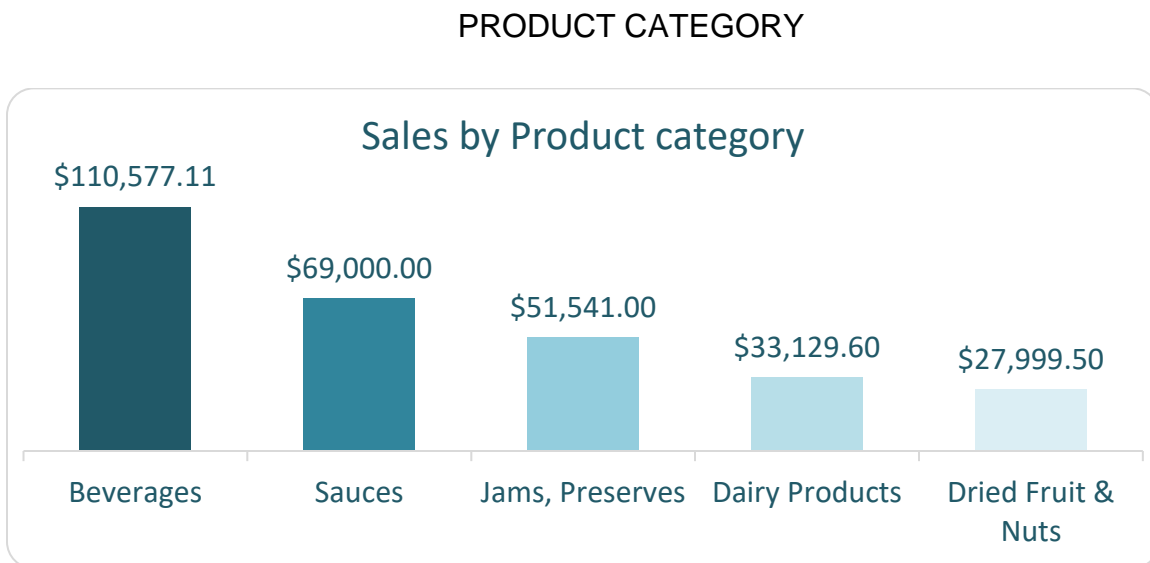 PRODUCT CATEGORY
Sales by Product category
$110,577.11
$69,000.00
$51,541.00
$33,129.60
$27,999.50
Beverages
Sauces
Jams, Preserves
Dairy Products
Dried Fruit &
Nuts